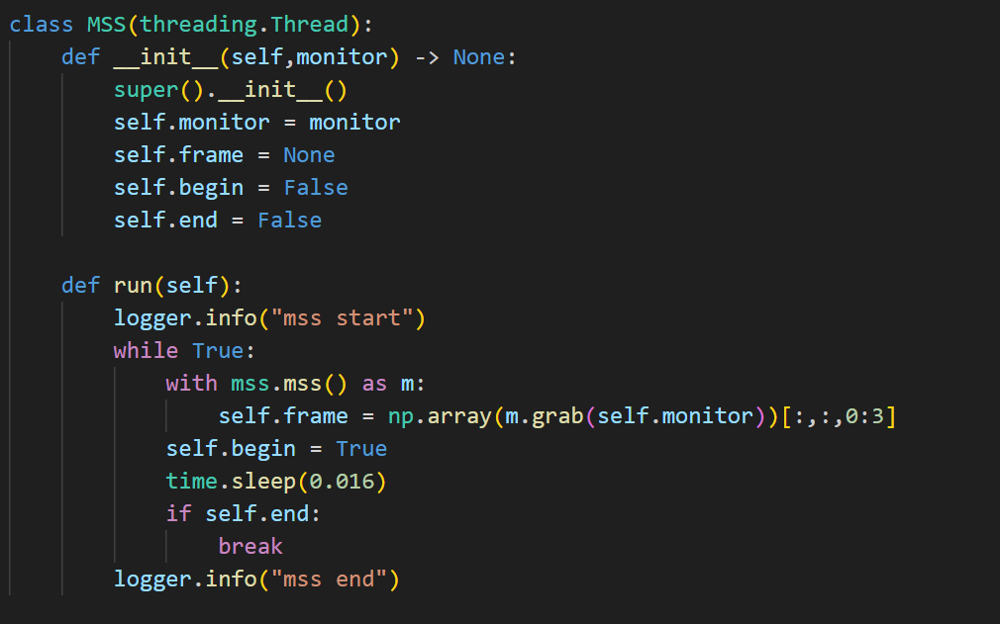 class MSS(threading.Thread):
    def __init__(self,monitor) -> None:
        super().__init__()
        self.monitor = monitor
        self.frame = None
        self.begin = False
        self.end = False

    def run(self):
        logger.info("mss start")
        while True:
            with mss.mss() as m:
                self.frame = np.array(m.grab(self.monitor))[:,:,0:3]
            self.begin = True
            time.sleep(0.016)
            if self.end:
                break
        logger.info("mss end")